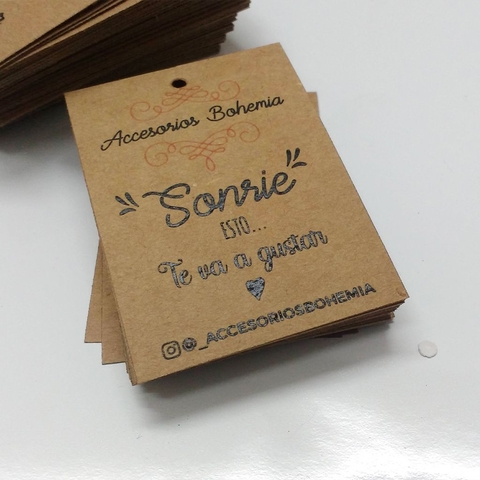 Accesorios Bohemia
"Sonrie"
ESTO...
Te va a gustar
@_ACCESORIOSBOHEMIA